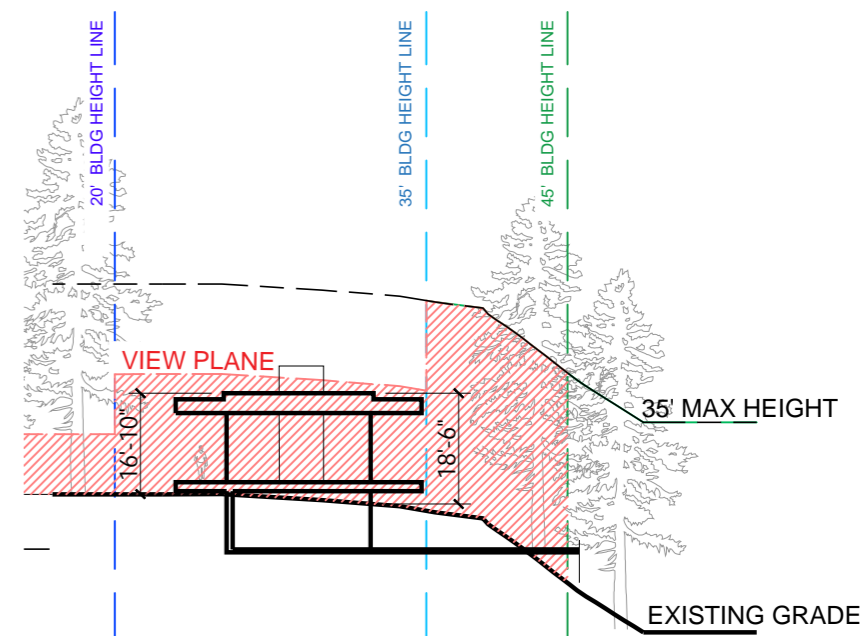 20' BLDG HEIGHT LINE
35' BLDG HEIGHT LINE
45' BLDG HEIGHT LINE
VIEW PLANE
16'-10"
18'-6"
35' MAX HEIGHT
EXISTING GRADE